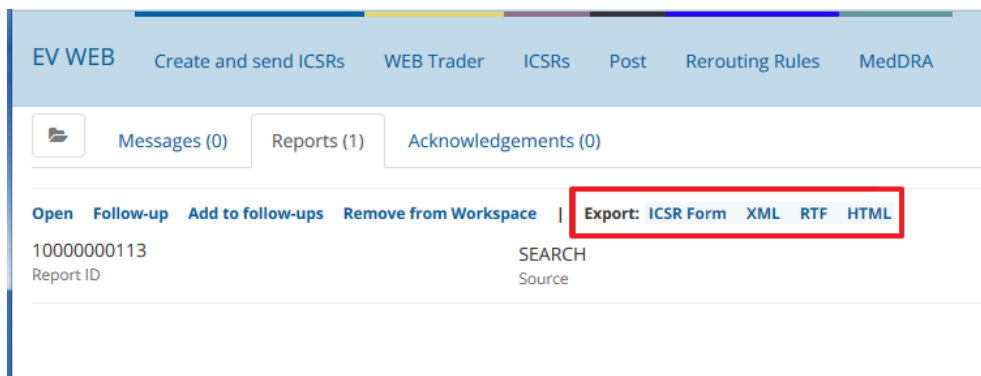 EV WEB Create and send ICSRs WEB Trader ICSRs Post Rerouting Rules MedDRA
Messages (0) Reports (1) Acknowledgements (0)
Open Follow-up Add to follow-ups Remove from Workspace | Export: ICSR Form XML RTF HTML
10000000113 SEARCH
Report ID Source